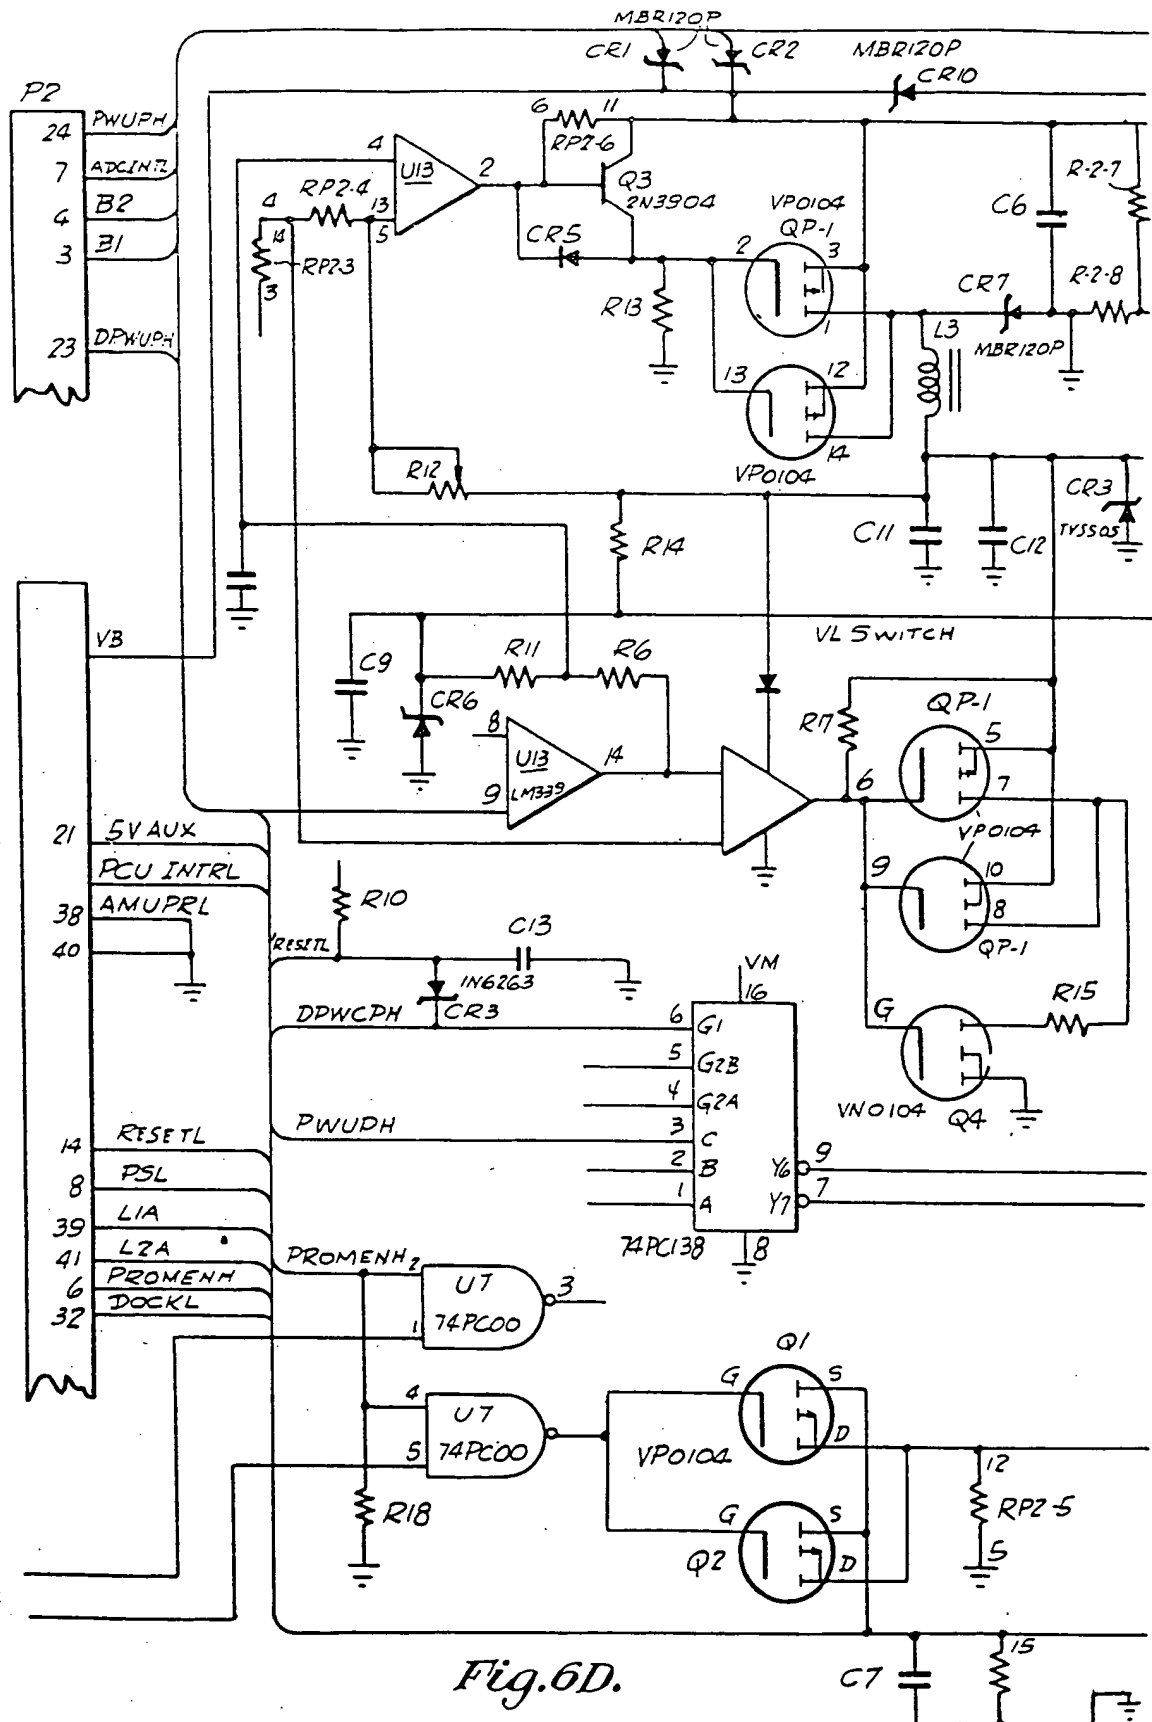 MBR120P
CR1
CR2
MBR120P
CR10
P2
24 PWUPH
7 ADCINTL
4 B2
3 B1
23 DPWUPH
6
11
RP2-6
4
U13
2
Q3
2N3904
RP2-4
4
14
13
5
RP23
3
CR5
VP0104
QP-1
2
3
1
R13
C6
R-2-7
R-2-8
CR7
MBR120P
L3
13
12
14
VP0104
R12
R14
C11
C12
CR3
TVS505
VB
VL SWITCH
C9
CR6
R11
R6
8
U13
14
9
LM339
R7
QP-1
5
6
7
VP0104
9
10
8
QP-1
21 5V AUX
PCU INTRL
38 AMUPRL
40
R10
RESETL
C13
1N6263
CR3
DPWCPH
VM
16
6 G1
5 G2B
4 G2A
3 C
2 B
1 A
Y6 9
Y7 7
74PC138
8
PWUPH
R15
G
VN0104
Q4
14 RESETL
8 PSL
39 L1A
41 L2A
6 PROMENH
32 DOCKL
PROMENH
2
1
U7
74PC00
3
4
5
U7
74PC00
R18
Q1
G
S
D
VP0104
G
S
D
Q2
12
RP2-5
5
C7
15
Fig.6D.